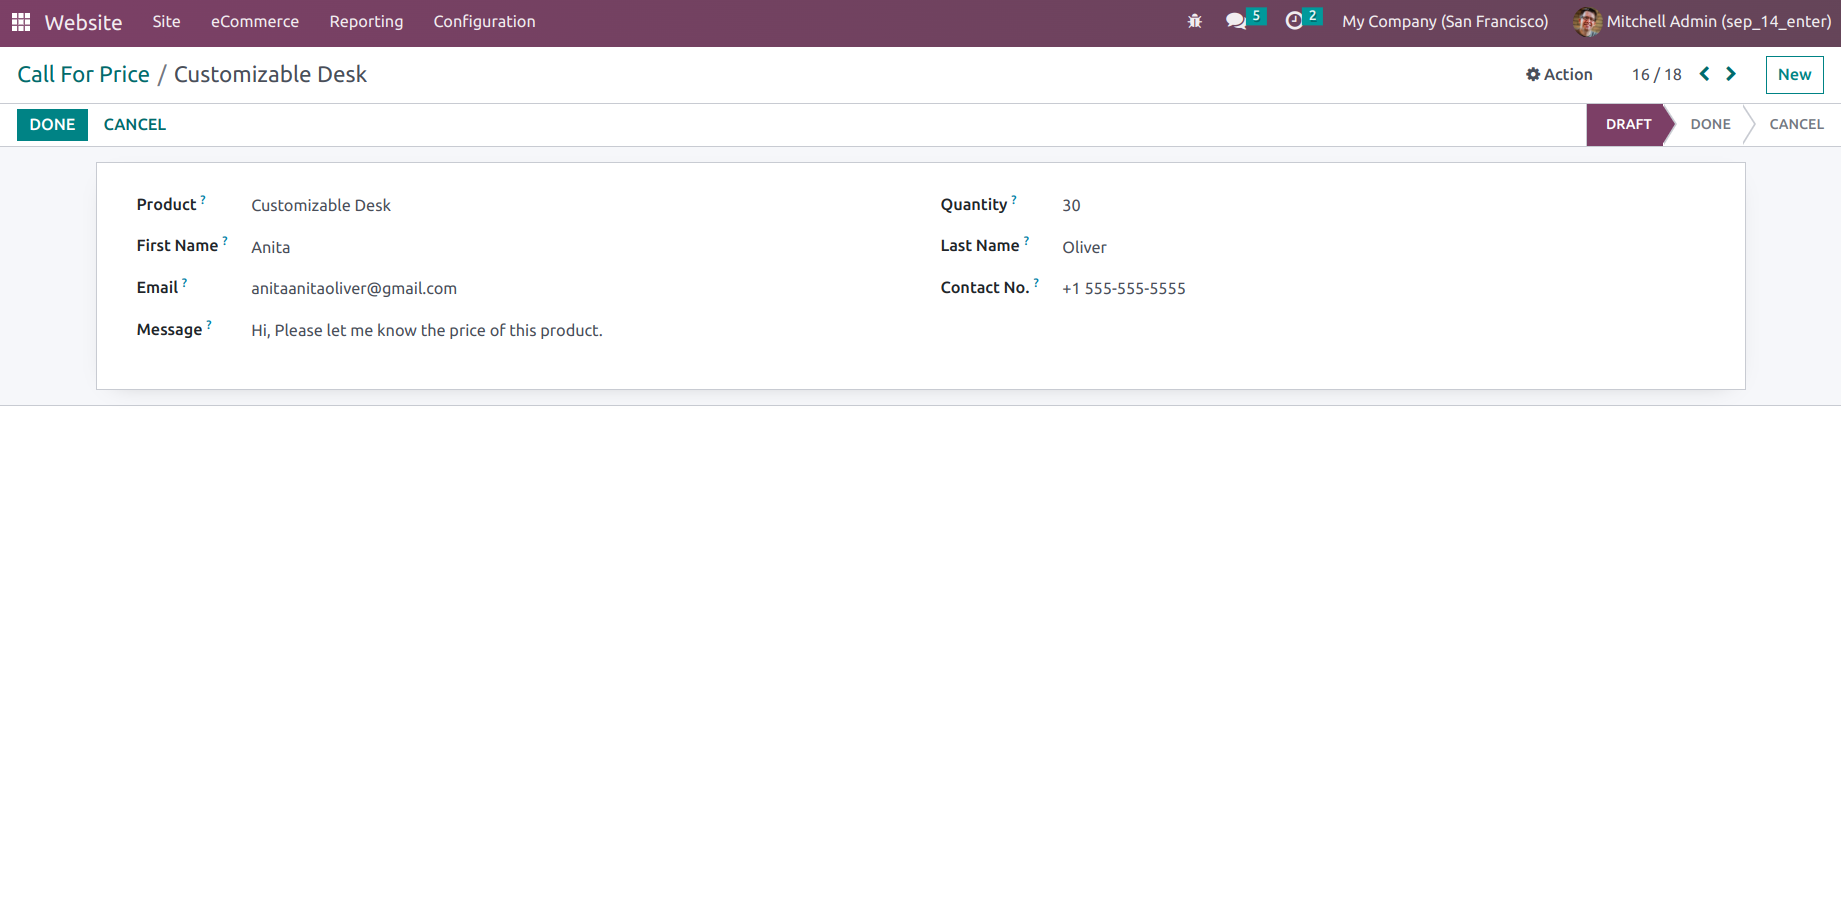 Website Site eCommerce Reporting Configuration 5 2 My Company (San Francisco) Mitchell Admin (sep_14_enter)
Call For Price / Customizable Desk Action 16 / 18 New
DONE CANCEL DRAFT DONE CANCEL
Product ? Customizable Desk Quantity ? 30
First Name ? Anita Last Name ? Oliver
Email ? anitaanitaoliver@gmail.com Contact No. ? +1 555-555-5555
Message ? Hi, Please let me know the price of this product.